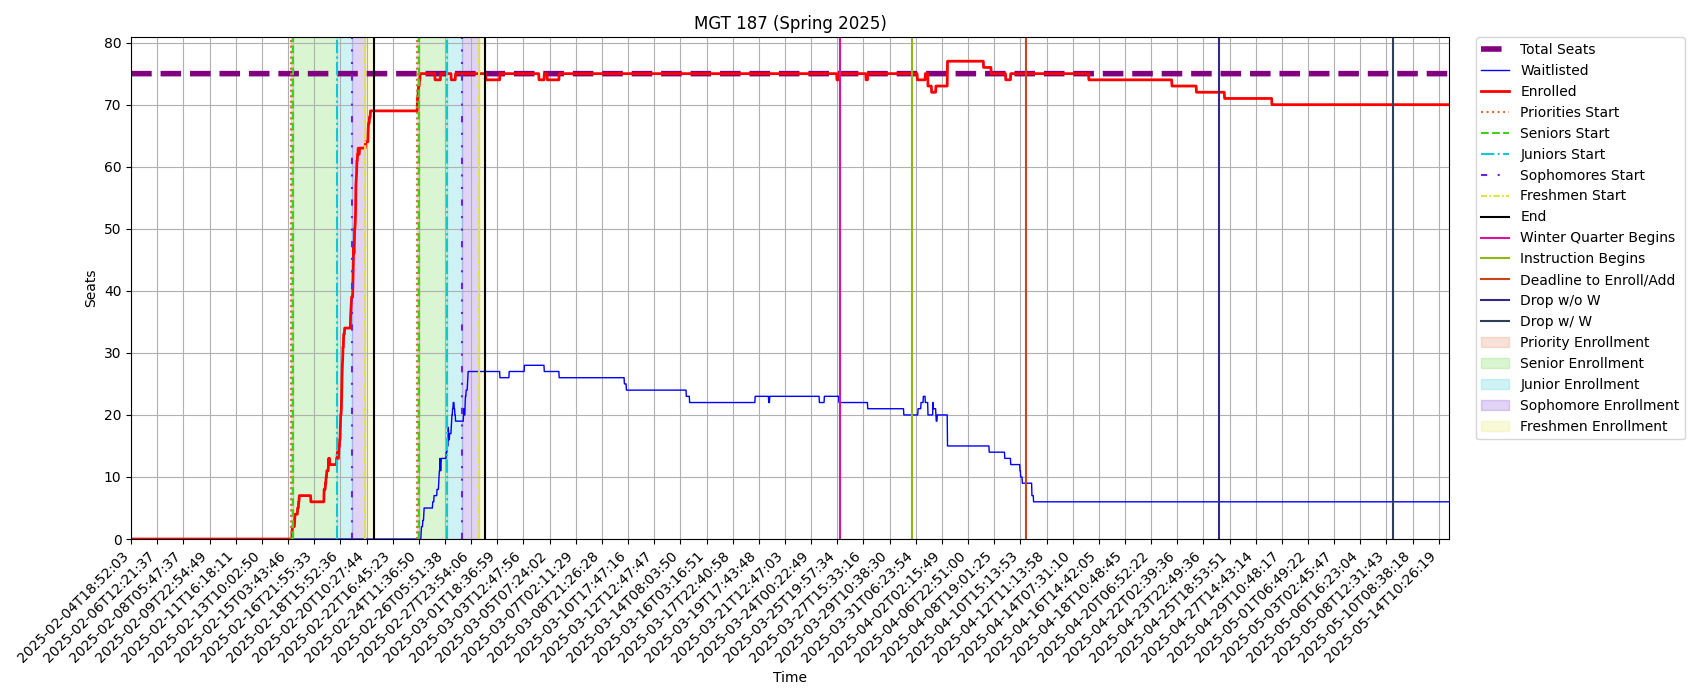 MGT 187 (Spring 2025)
80
70
60
50
40
30
20
10
0
Seats
2025-02-04T18:52:03
2025-02-06T12:21:37
2025-02-08T05:47:37
2025-02-09T22:54:49
2025-02-11T16:18:11
2025-02-13T10:02:50
2025-02-15T03:43:46
2025-02-16T21:55:33
2025-02-18T15:52:36
2025-02-20T10:27:44
2025-02-22T16:45:23
2025-02-24T11:36:50
2025-02-26T05:51:38
2025-02-27T23:54:06
2025-03-01T18:36:59
2025-03-03T12:47:56
2025-03-05T07:24:02
2025-03-07T02:11:29
2025-03-08T21:26:28
2025-03-10T17:47:16
2025-03-12T12:47:47
2025-03-14T08:03:50
2025-03-16T03:16:51
2025-03-17T22:40:58
2025-03-19T17:43:48
2025-03-21T12:47:03
2025-03-24T00:22:49
2025-03-25T19:57:34
2025-03-27T15:33:16
2025-03-29T10:38:30
2025-03-31T06:23:54
2025-04-02T02:15:49
2025-04-06T22:51:00
2025-04-08T19:01:25
2025-04-10T15:13:53
2025-04-12T11:13:58
2025-04-14T07:31:10
2025-04-16T14:42:05
2025-04-18T10:48:45
2025-04-20T06:52:22
2025-04-22T02:39:36
2025-04-23T22:49:36
2025-04-25T18:53:51
2025-04-27T14:43:14
2025-04-29T10:48:17
2025-05-01T06:49:22
2025-05-03T02:45:47
2025-05-06T16:23:04
2025-05-08T12:31:43
2025-05-10T08:38:18
2025-05-14T10:26:19
Time
Total Seats
Waitlisted
Enrolled
Priorities Start
Seniors Start
Juniors Start
Sophomores Start
Freshmen Start
End
Winter Quarter Begins
Instruction Begins
Deadline to Enroll/Add
Drop w/o W
Drop w/ W
Priority Enrollment
Senior Enrollment
Junior Enrollment
Sophomore Enrollment
Freshmen Enrollment